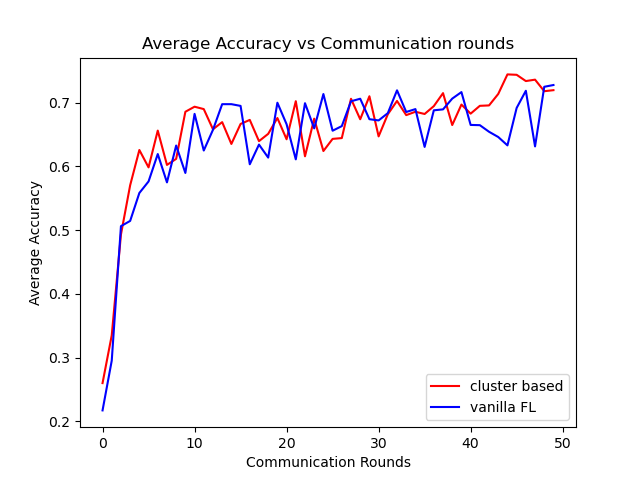 Average Accuracy vs Communication rounds
Average Accuracy
0.7
0.6
0.5
0.4
0.3
0.2
0 10 20 30 40 50
Communication Rounds
cluster based
vanilla FL